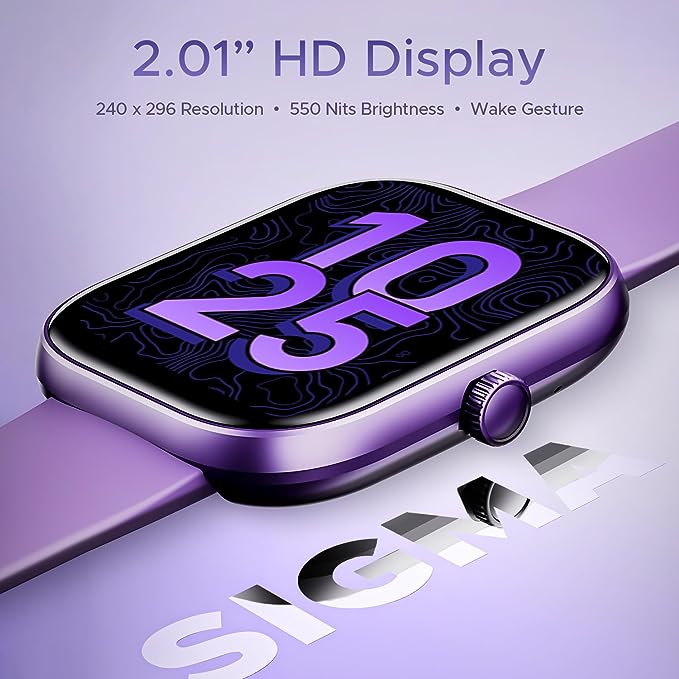 2.01” HD Display
240 x 296 Resolution • 550 Nits Brightness • Wake Gesture
10
25
SIGMA